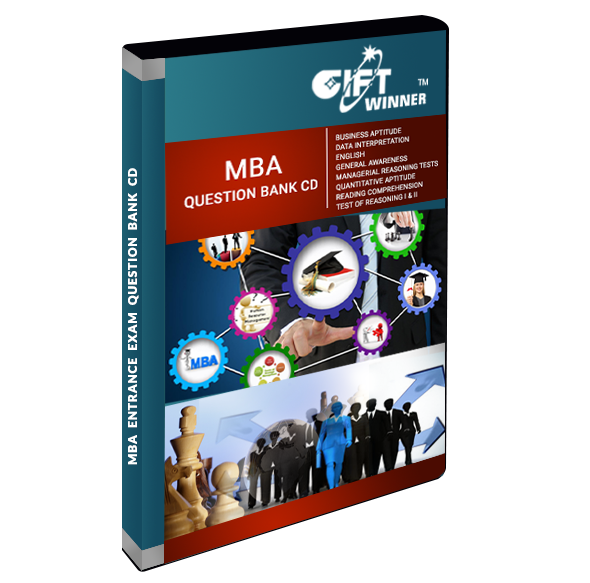 MBA ENTRANCE EXAM QUESTION BANK CD
GIFT
WINNER
TM
MBA
QUESTION BANK CD
BUSINESS APTITUDE
DATA INTERPRETATION
ENGLISH
GENERAL AWARENESS
MANAGERIAL REASONING TESTS
QUANTITATIVE APTITUDE
READING COMPREHENSION
TEST OF REASONING I & II
MBA